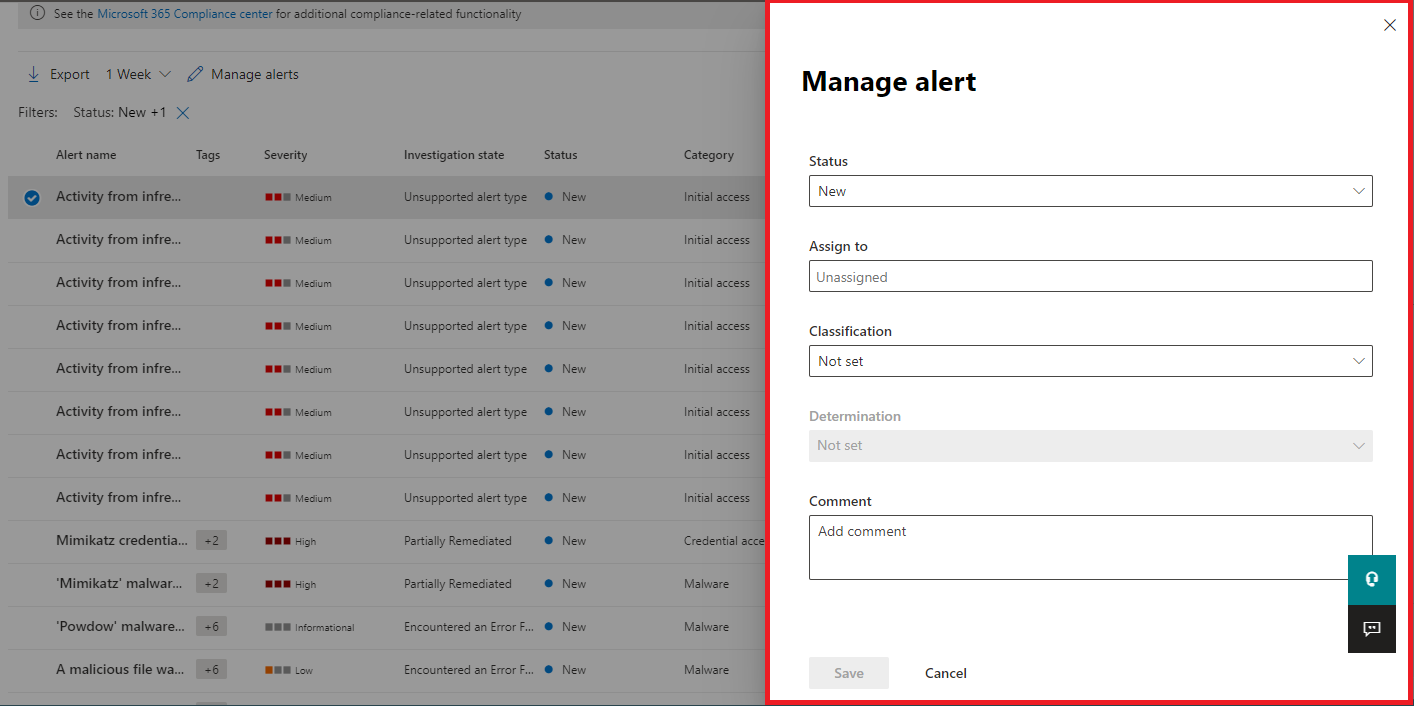 See the Microsoft 365 Compliance center for additional compliance-related functionality
Export 1 Week Manage alerts
Filters: Status: New +1
Alert name Tags Severity Investigation state Status Category
Activity from infre... Medium Unsupported alert type New Initial access
Activity from infre... Medium Unsupported alert type New Initial access
Activity from infre... Medium Unsupported alert type New Initial access
Activity from infre... Medium Unsupported alert type New Initial access
Activity from infre... Medium Unsupported alert type New Initial access
Activity from infre... Medium Unsupported alert type New Initial access
Activity from infre... Medium Unsupported alert type New Initial access
Activity from infre... Medium Unsupported alert type New Initial access
Mimikatz credentia... +2 High Partially Remediated New Credential acce
'Mimikatz' malwar... +2 High Partially Remediated New Malware
'Powdow' malware... +6 Informational Encountered an Error F... New Malware
A malicious file wa... +6 Low Encountered an Error F... New Malware
Manage alert
Status
New
Assign to
Unassigned
Classification
Not set
Determination
Not set
Comment
Add comment
Save Cancel